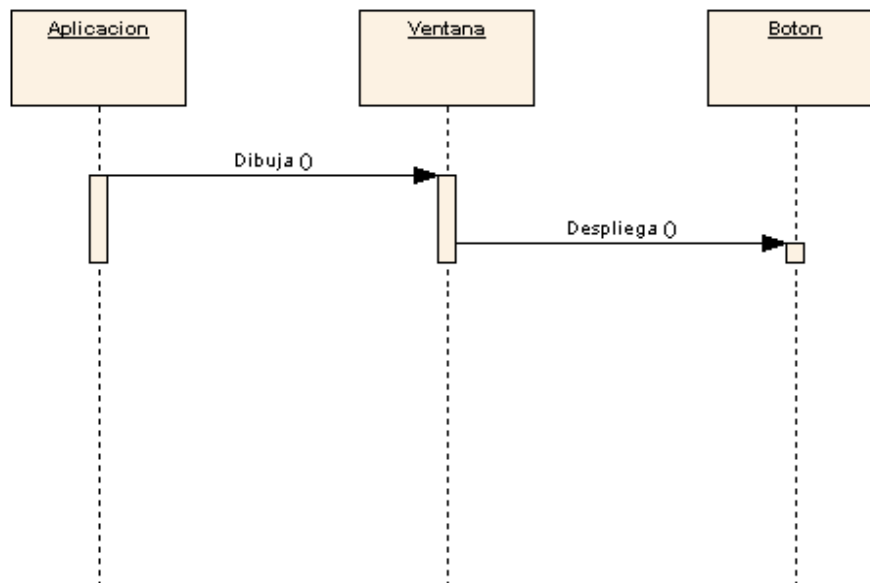 Aplicacion
Ventana
Boton
Dibuja ()
Despliega ()